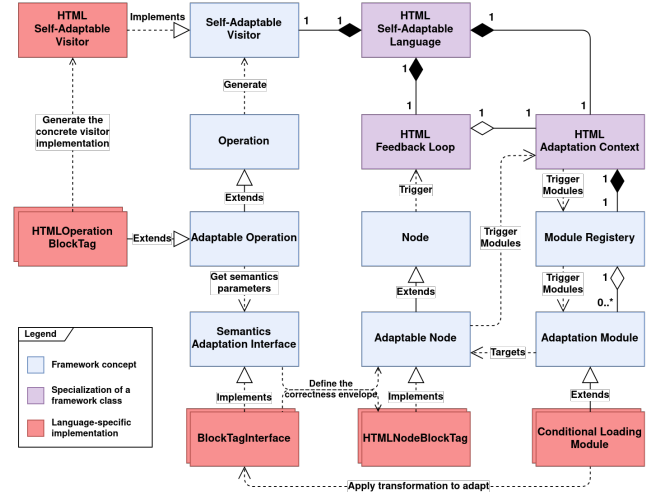 HTML
Self-Adaptable
Visitor
Implements
Self-Adaptable
Visitor
1
1
HTML
Self-Adaptable
Language
1
1
1
1
Generate
Generate the
concrete visitor
implementation
Operation
HTML
Feedback Loop
1
1
HTML
Adaptation Context
Extends
Trigger
Trigger
Modules
1
1
HTMLOperation
BlockTag
Extends
Adaptable Operation
Node
Trigger
Modules
Module Registery
Get semantics
parameters
Extends
Trigger
Modules
1
0..*
Legend
Framework concept
Specialization of a
framework class
Language-specific
implementation
Semantics
Adaptation Interface
Adaptable Node
Targets
Adaptation Module
Define the
correctness envelope
Implements
Implements
Extends
BlockTagInterface
HTMLNodeBlockTag
Conditional Loading
Module
Apply transformation to adapt